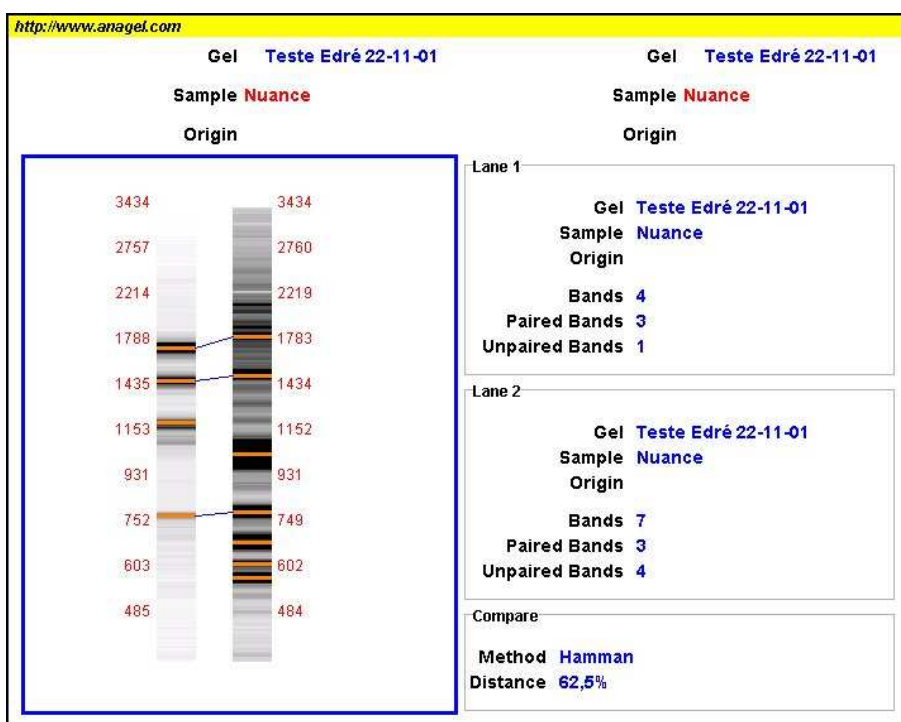 http://www.anagel.com
Gel Teste Edré 22-11-01 Gel Teste Edré 22-11-01
Sample Nuance Sample Nuance
Origin Origin
3434 3434
2757 2760
2214 2219
1788 1783
1435 1434
1153 1152
931 931
752 749
603 602
485 484
Lane 1
Gel Teste Edré 22-11-01
Sample Nuance
Origin
Bands 4
Paired Bands 3
Unpaired Bands 1
Lane 2
Gel Teste Edré 22-11-01
Sample Nuance
Origin
Bands 7
Paired Bands 3
Unpaired Bands 4
Compare
Method Hamman
Distance 62,5%